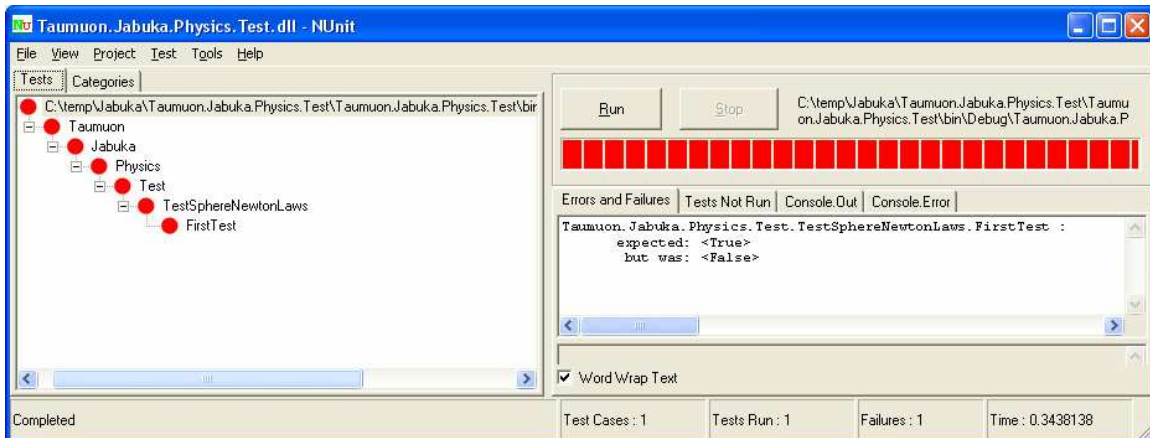 Taumuon.Jabuka.Physics.Test.dll - NUnit
File View Project Test Tools Help
Tests Categories
C:\temp\Jabuka\Taumuon.Jabuka.Physics.Test\Taumuon.Jabuka.Physics.Test\bin
Taumuon
Jabuka
Physics
Test
TestSphereNewtonLaws
FirstTest
Run Stop
C:\temp\Jabuka\Taumuon.Jabuka.Physics.Test\Taumu
on.Jabuka.Physics.Test\bin\Debug\Taumuon.Jabuka.P
Errors and Failures Tests Not Run Console.Out Console.Error
Taumuon.Jabuka.Physics.Test.TestSphereNewtonLaws.FirstTest :
expected: <True>
but was: <False>
Word Wrap Text
Completed Test Cases : 1 Tests Run : 1 Failures : 1 Time : 0.3438138